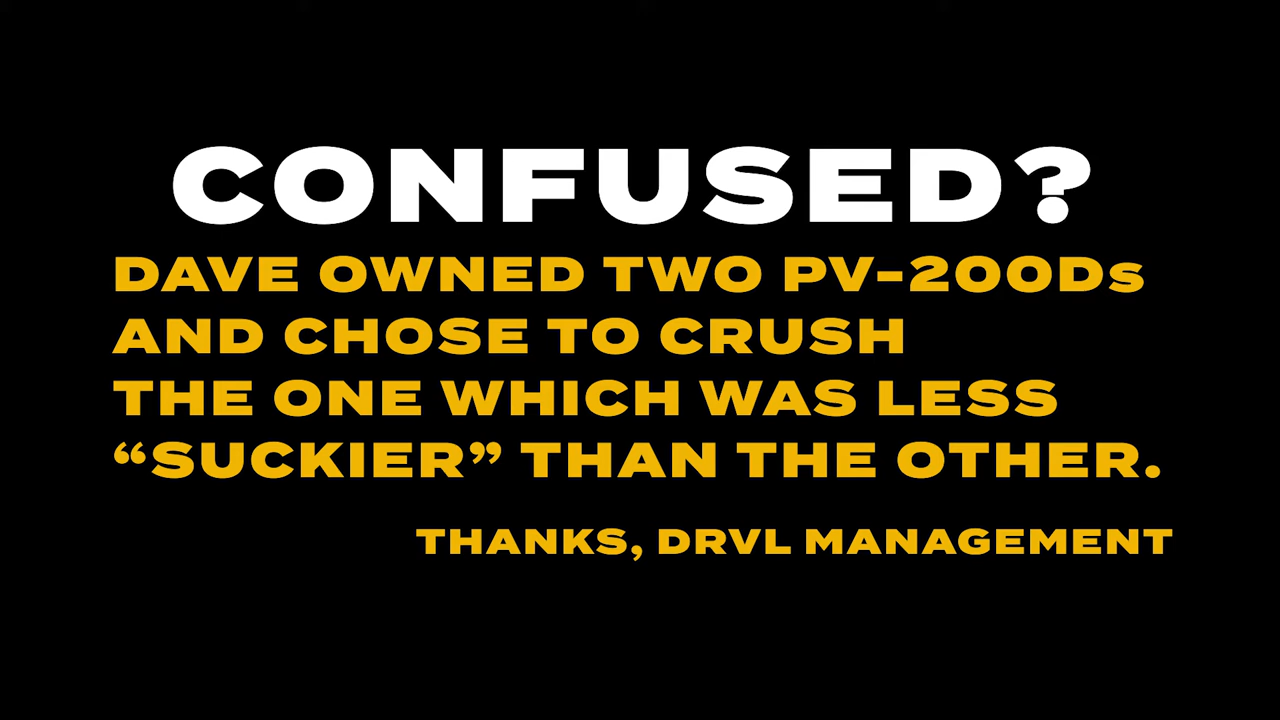 CONFUSED?
DAVE OWNED TWO PV-200Ds
AND CHOSE TO CRUSH
THE ONE WHICH WAS LESS
“SUCKIER” THAN THE OTHER.
THANKS, DRVL MANAGEMENT